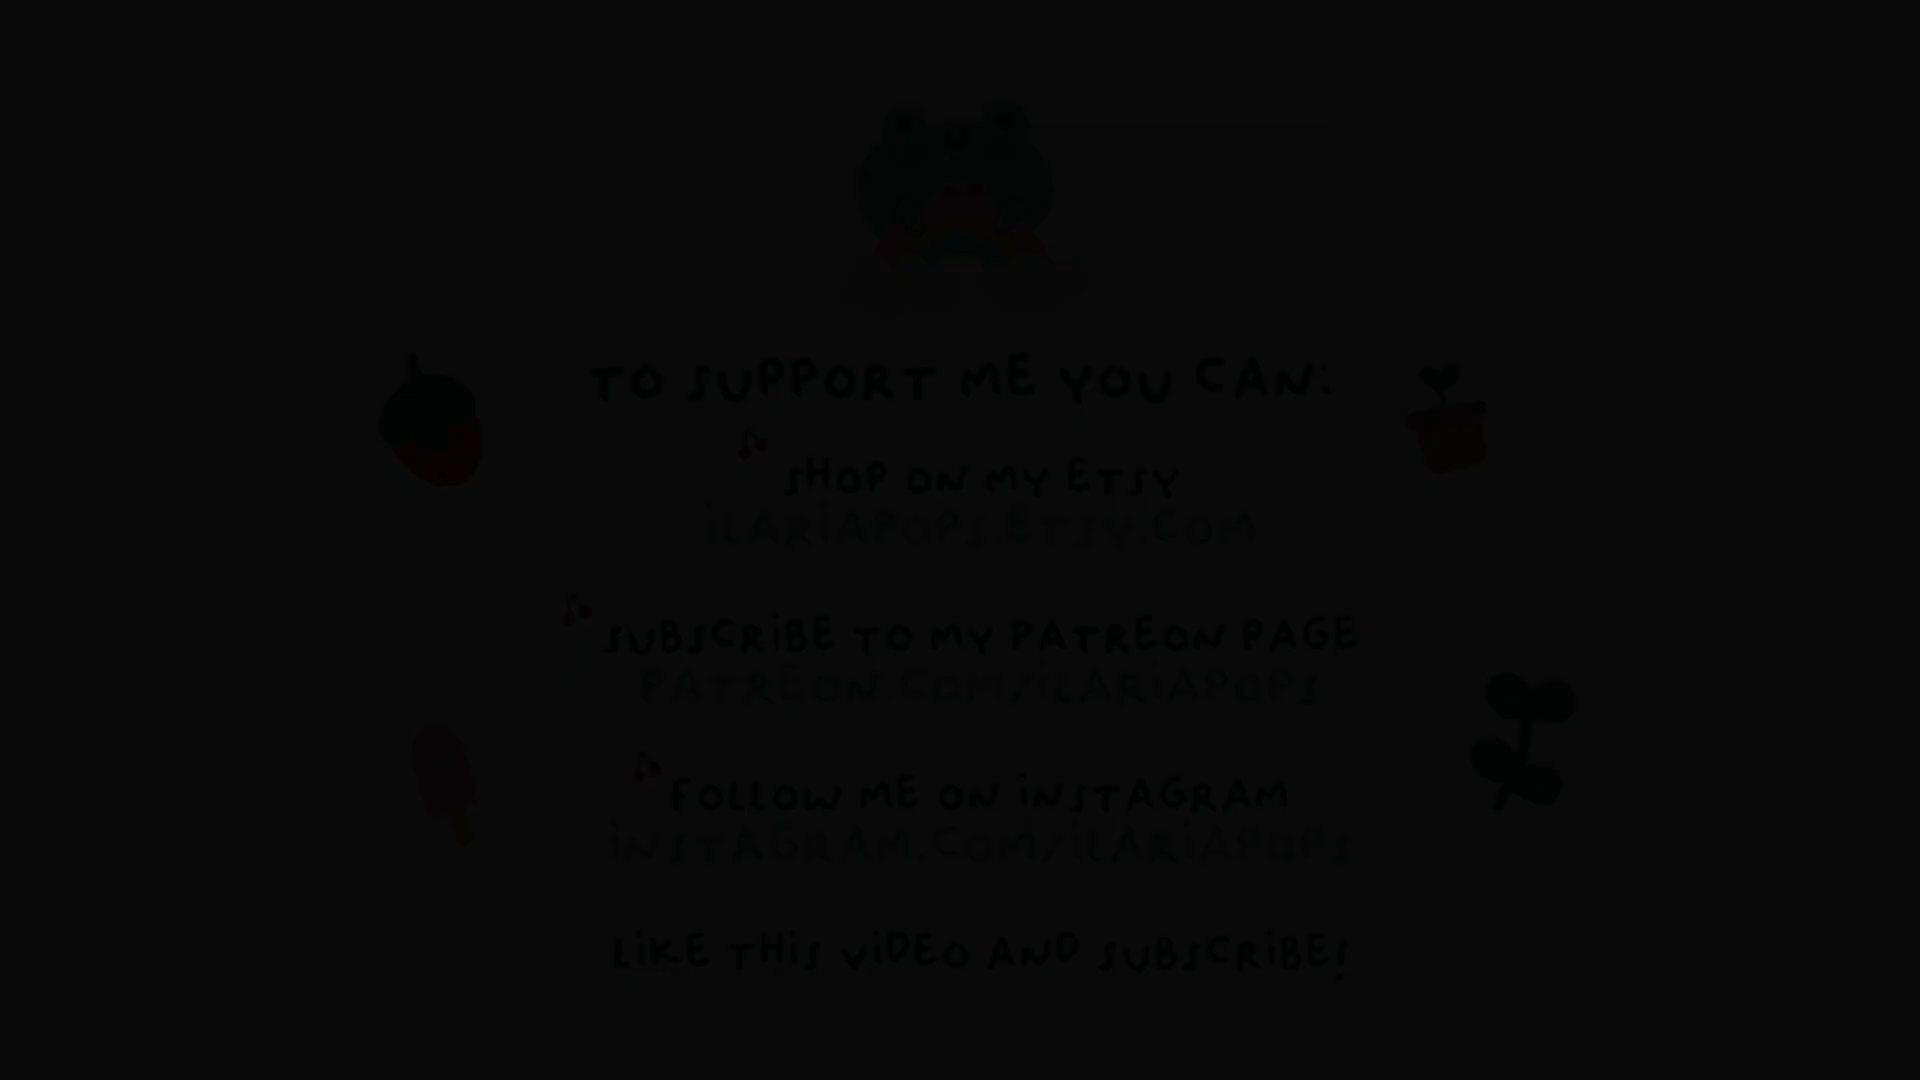 TO SUPPORT ME YOU CAN:
SHOP ON MY ETSY
iLARiAPOPS.ETSY.COM
SUBSCRiBE TO MY PATREON PAGE
PATREON.COM/iLARiAPOPS
FOLLOW ME ON iNSTAGRAM
iNSTAGRAM.COM/iLARiAPOPS
LiKE THiS ViDEO AND SUBSCRiBE!